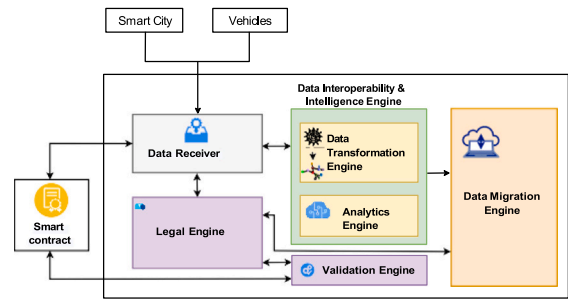 Smart City
Vehicles
Data Interoperability &
Intelligence Engine
Data Receiver
Data
Transformation
Engine
Analytics
Engine
Data Migration
Engine
Smart
contract
Legal Engine
Validation Engine